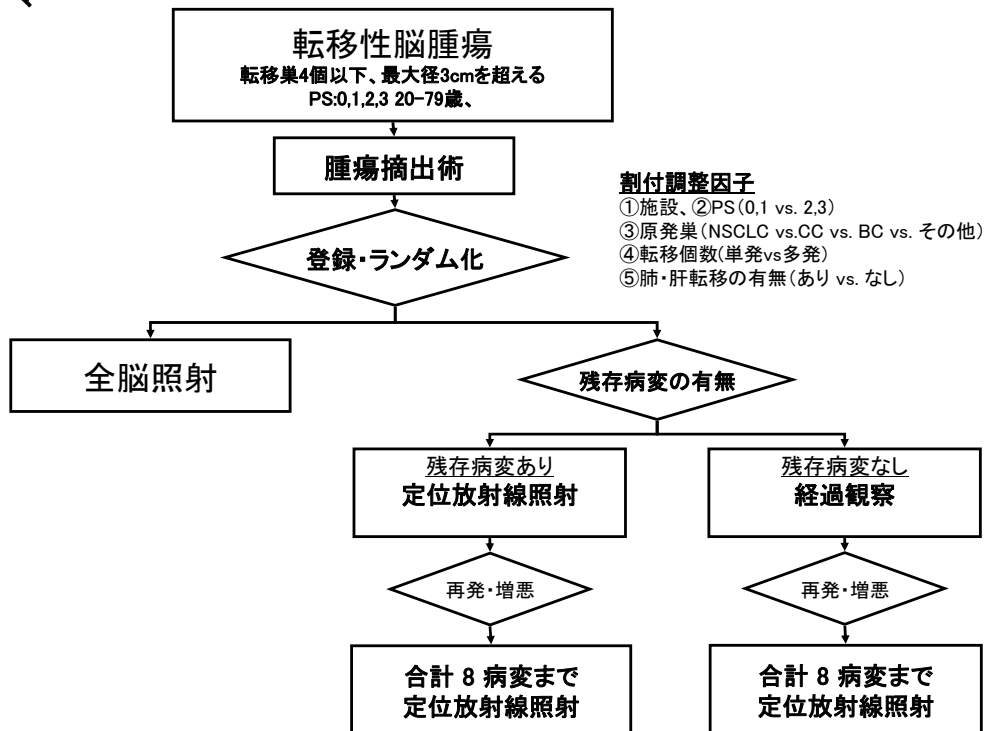 転移性脳腫瘍
転移巣4個以下、最大径3cmを超える
PS:0,1,2,3 20-79歳、
腫瘍摘出術
割付調整因子
①施設、②PS(0,1 vs. 2,3)
③原発巣(NSCLC vs.CC vs. BC vs. その他)
④転移個数(単発vs多発)
⑤肺・肝転移の有無(あり vs. なし)
登録・ランダム化
全脳照射
残存病変の有無
残存病変あり
定位放射線照射
残存病変なし
経過観察
再発・増悪
再発・増悪
合計 8 病変まで
定位放射線照射
合計 8 病変まで
定位放射線照射